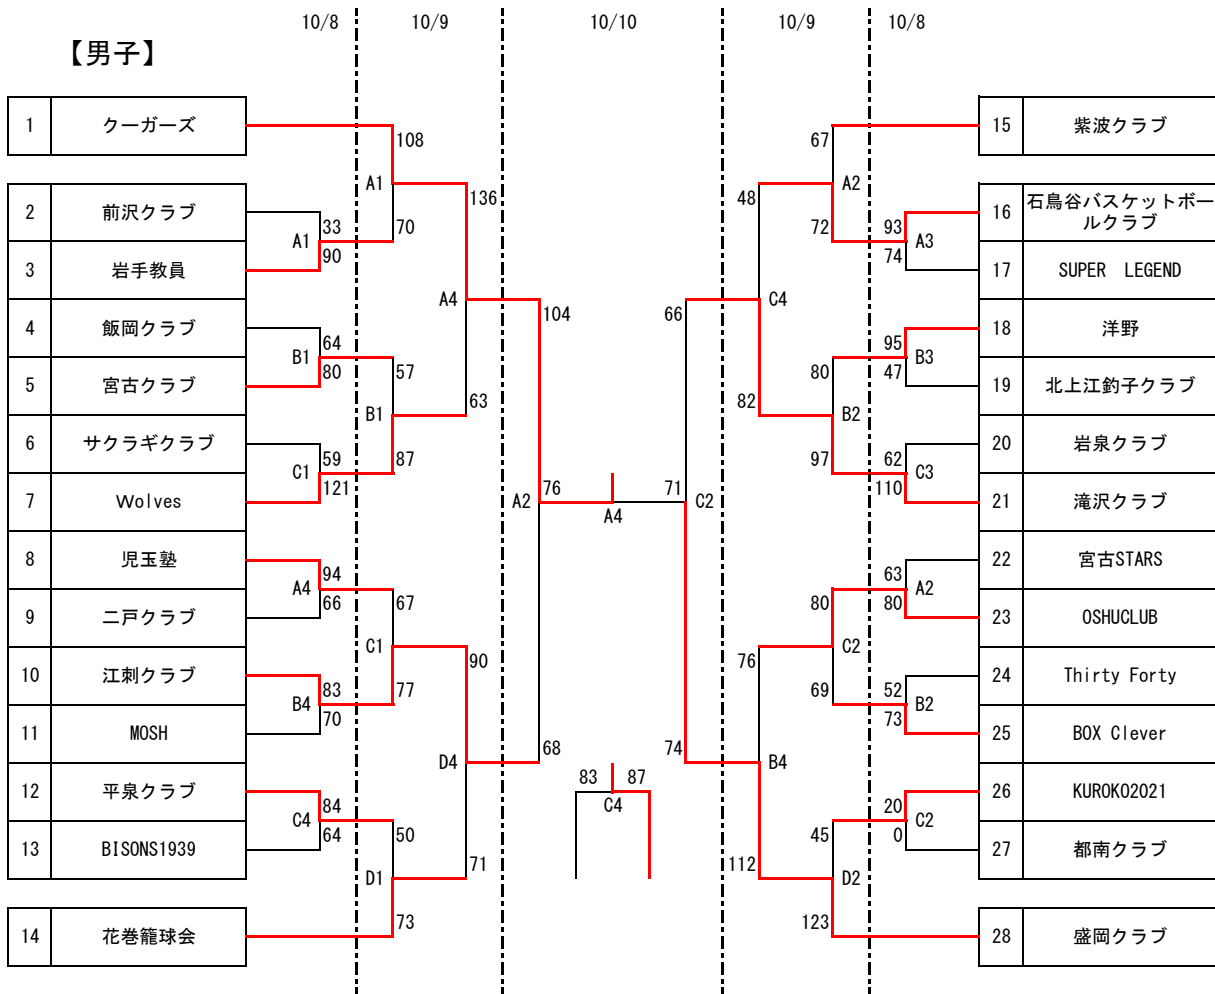 10/8 10/9 10/10 10/9 10/8
【男子】
1 クーガーズ
2 前沢クラブ
3 岩手教員
4 飯岡クラブ
5 宮古クラブ
6 サクラギクラブ
7 Wolves
8 児玉塾
9 二戸クラブ
10 江刺クラブ
11 MOSH
12 平泉クラブ
13 BISONS1939
14 花巻籠球会
A1
33
90
B1
64
80
C1
59
121
A4
94
66
B4
83
70
C4
84
64
108
A1
70
57
B1
87
67
C1
77
50
D1
73
136
A4
63
90
D4
71
104
A2
68
76
A4
71
83 87
C4
66
C2
74
48
C4
82
76
B4
112
67
A2
72
80
B2
97
80
C2
69
45
D2
123
93
A3
74
95
B3
47
62
C3
110
63
A2
80
52
B2
73
20
C2
0
15 紫波クラブ
16 石鳥谷バスケットボー
ルクラブ
17 SUPER LEGEND
18 洋野
19 北上江釣子クラブ
20 岩泉クラブ
21 滝沢クラブ
22 宮古STARS
23 OSHUCLUB
24 Thirty Forty
25 BOX Clever
26 KUROKO2021
27 都南クラブ
28 盛岡クラブ